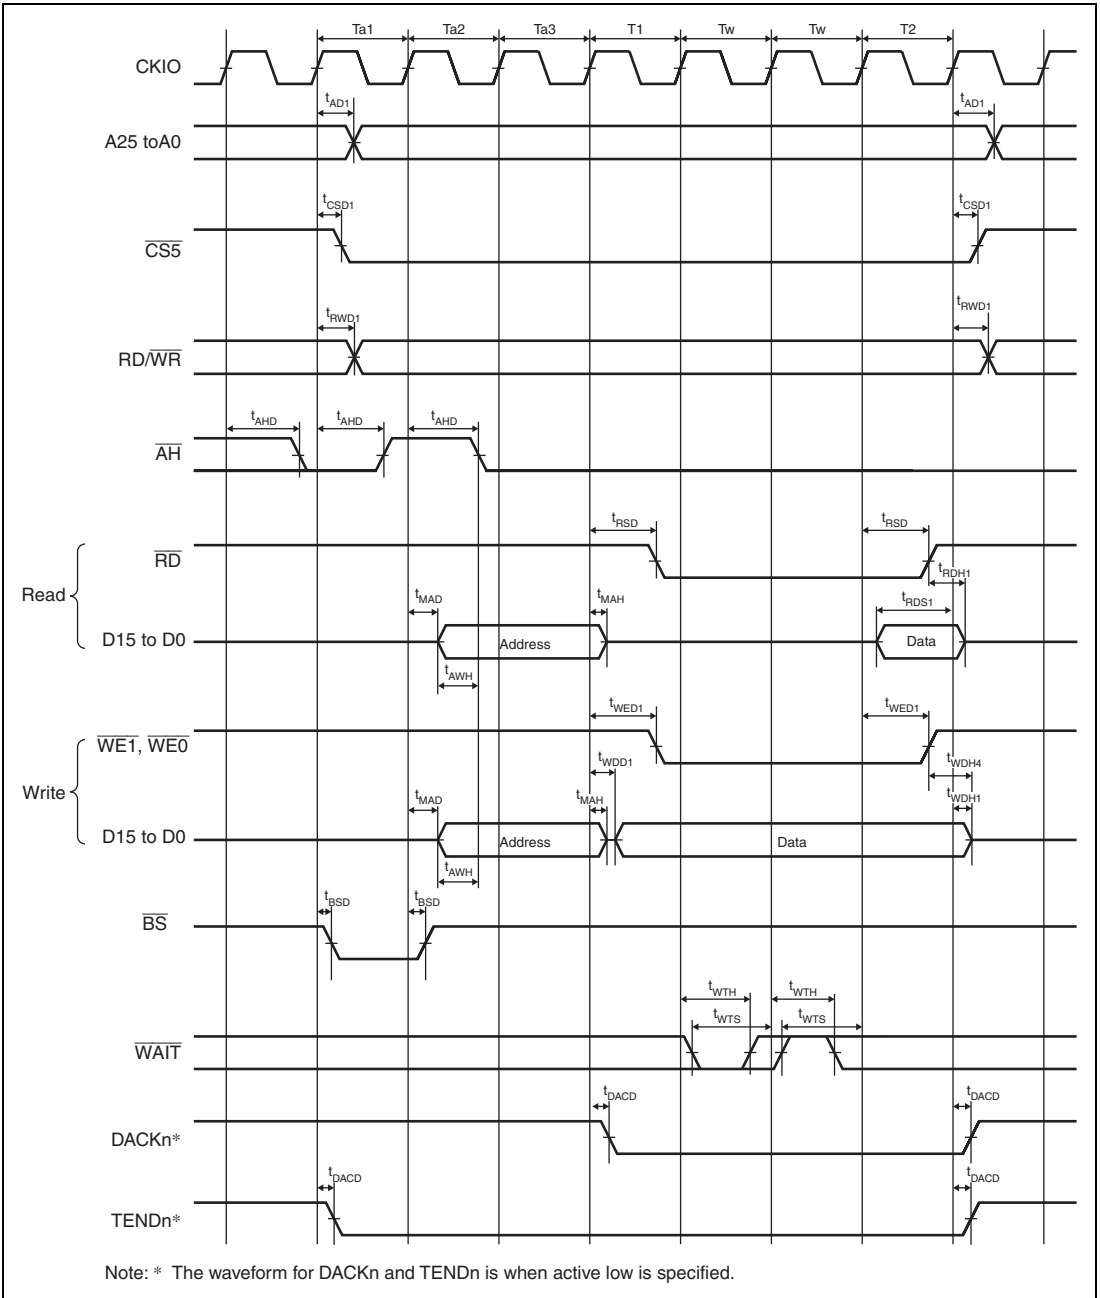 Ta1 Ta2 Ta3 T1 Tw Tw T2
CKIO
tAD1 tAD1
A25 toA0
tCSD1 tCSD1
CS5
tRWD1 tRWD1
RD/WR
tAHD tAHD tAHD
AH
tRSD tRSD
RD
tRDH1
Read
tMAD tMAH tRDS1
D15 to D0 Address Data
tAWH
tWED1 tWED1
WE1, WE0
tWDD1 tWDH4
Write
tMAD tMAH tWDH1
D15 to D0 Address Data
tAWH
tBSD tBSD
BS
tWTH tWTH
tWTS tWTS
WAIT
tDACD tDACD
DACKn*
tDACD tDACD
TENDn*
Note: * The waveform for DACKn and TENDn is when active low is specified.